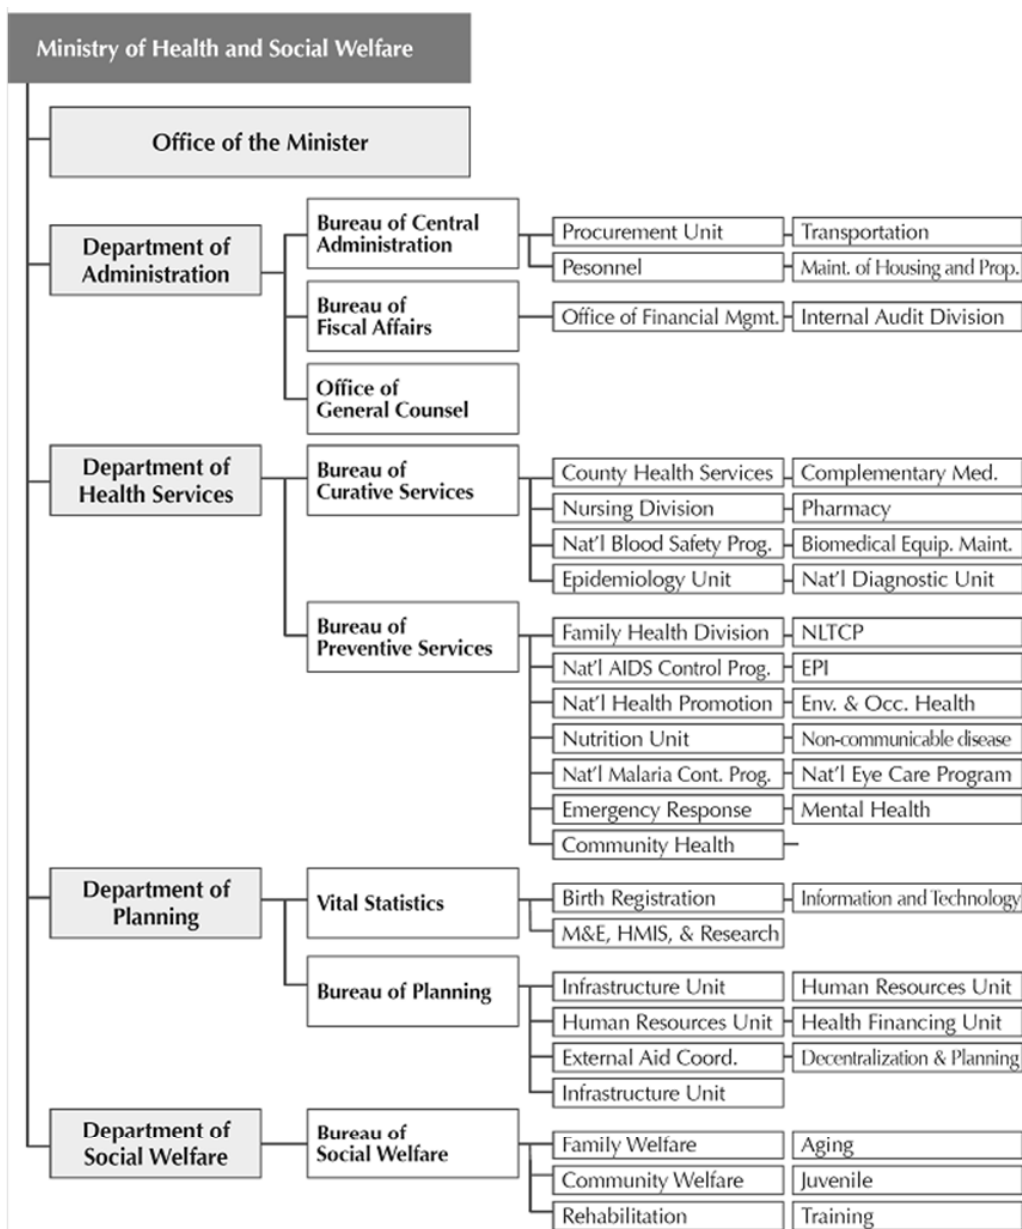 Ministry of Health and Social Welfare
Office of the Minister
Department of
Administration
Bureau of Central
Administration
Procurement Unit
Transportation
Pesonnel
Maint. of Housing and Prop.
Bureau of
Fiscal Affairs
Office of Financial Mgmt.
Internal Audit Division
Office of
General Counsel
Department of
Health Services
Bureau of
Curative Services
County Health Services
Complementary Med.
Nursing Division
Pharmacy
Nat'l Blood Safety Prog.
Biomedical Equip. Maint.
Epidemiology Unit
Nat'l Diagnostic Unit
Bureau of
Preventive Services
Family Health Division
NLTCP
Nat'l AIDS Control Prog.
EPI
Nat'l Health Promotion
Env. & Occ. Health
Nutrition Unit
Non-communicable disease
Nat'l Malaria Cont. Prog.
Nat'l Eye Care Program
Emergency Response
Mental Health
Community Health
Department of
Planning
Vital Statistics
Birth Registration
Information and Technology
M&E, HMIS, & Research
Bureau of Planning
Infrastructure Unit
Human Resources Unit
Human Resources Unit
Health Financing Unit
External Aid Coord.
Decentralization & Planning
Infrastructure Unit
Department of
Social Welfare
Bureau of
Social Welfare
Family Welfare
Aging
Community Welfare
Juvenile
Rehabilitation
Training